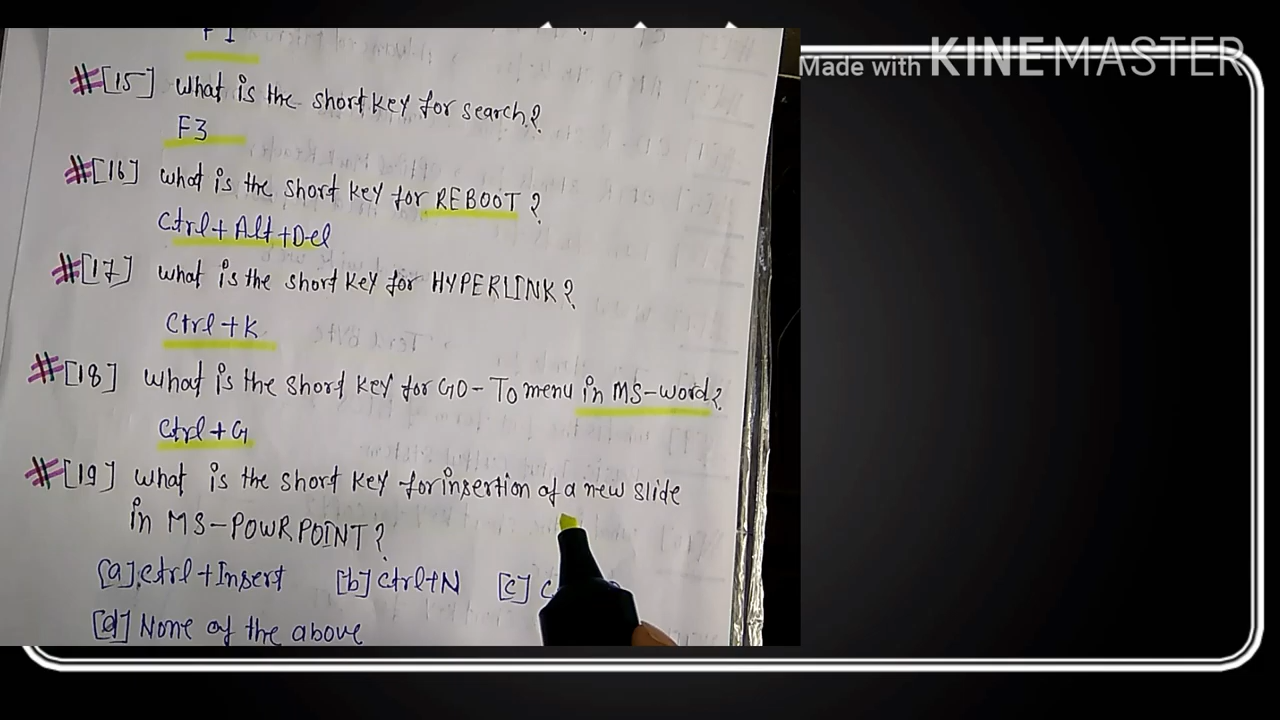 F1
Made with KINEMASTER
#[15] What is the short key for search?
F3
#[16] What is the short key for REBOOT?
Ctrl+Alt+Del
#[17] What is the short key for HYPERLINK?
Ctrl+K
#[18] What is the short key for GO-To menu in MS-word?
Ctrl+G
#[19] What is the short key for insertion of a new slide
in MS-POWRPOINT?
[a] Ctrl+Insert [b] Ctrl+N [c]
[d] None of the above